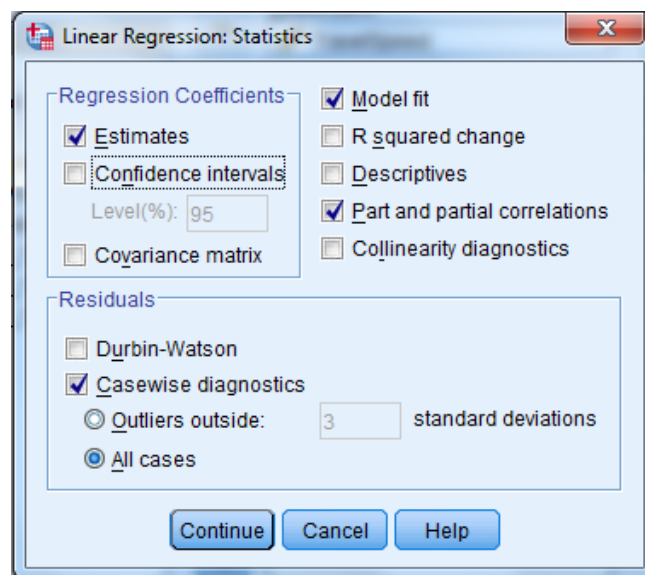 Linear Regression: Statistics
Regression Coefficients
Estimates
Confidence intervals
Level(%): 95
Covariance matrix
Model fit
R squared change
Descriptives
Part and partial correlations
Collinearity diagnostics
Residuals
Durbin-Watson
Casewise diagnostics
Outliers outside: 3 standard deviations
All cases
Continue Cancel Help